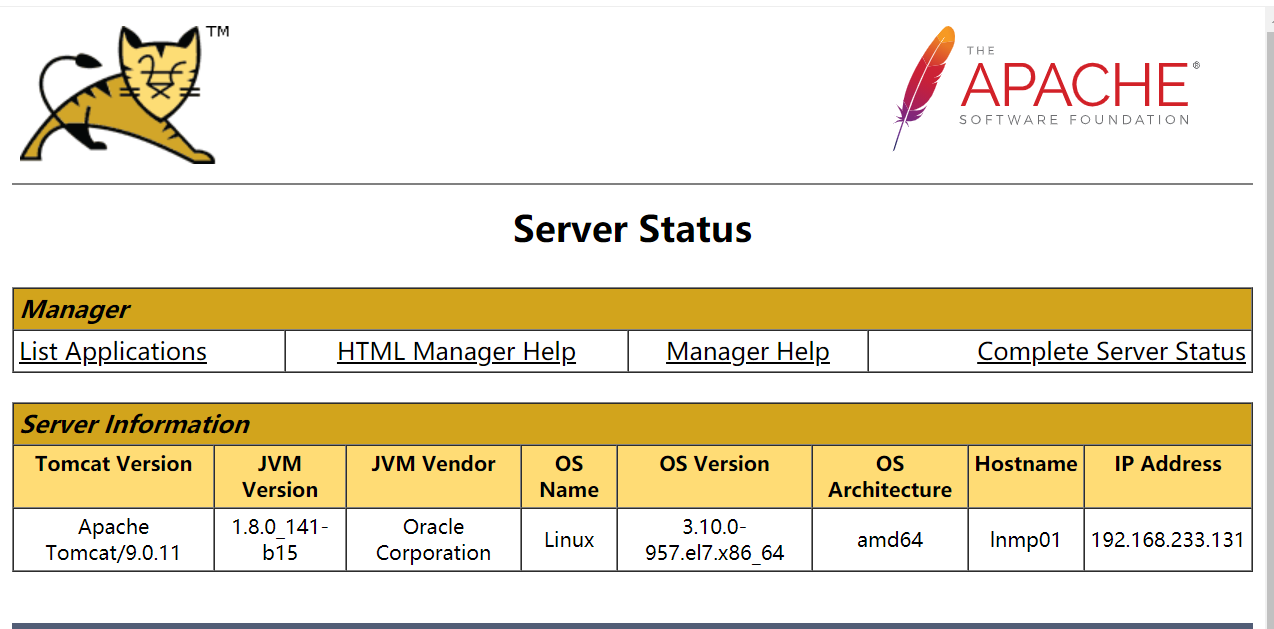 TM
THE
APACHE®
SOFTWARE FOUNDATION
Server Status
Manager
List Applications HTML Manager Help Manager Help Complete Server Status
Server Information
Tomcat Version JVM Version JVM Vendor OS Name OS Version OS Architecture Hostname IP Address
Apache Tomcat/9.0.11 1.8.0_141-b15 Oracle Corporation Linux 3.10.0-957.el7.x86_64 amd64 lnmp01 192.168.233.131